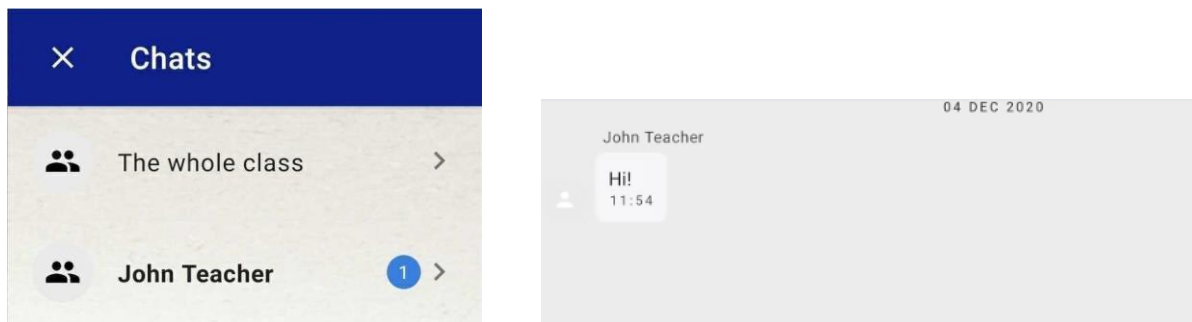 Chats
The whole class
John Teacher
1
04 DEC 2020
John Teacher
Hi!
11:54